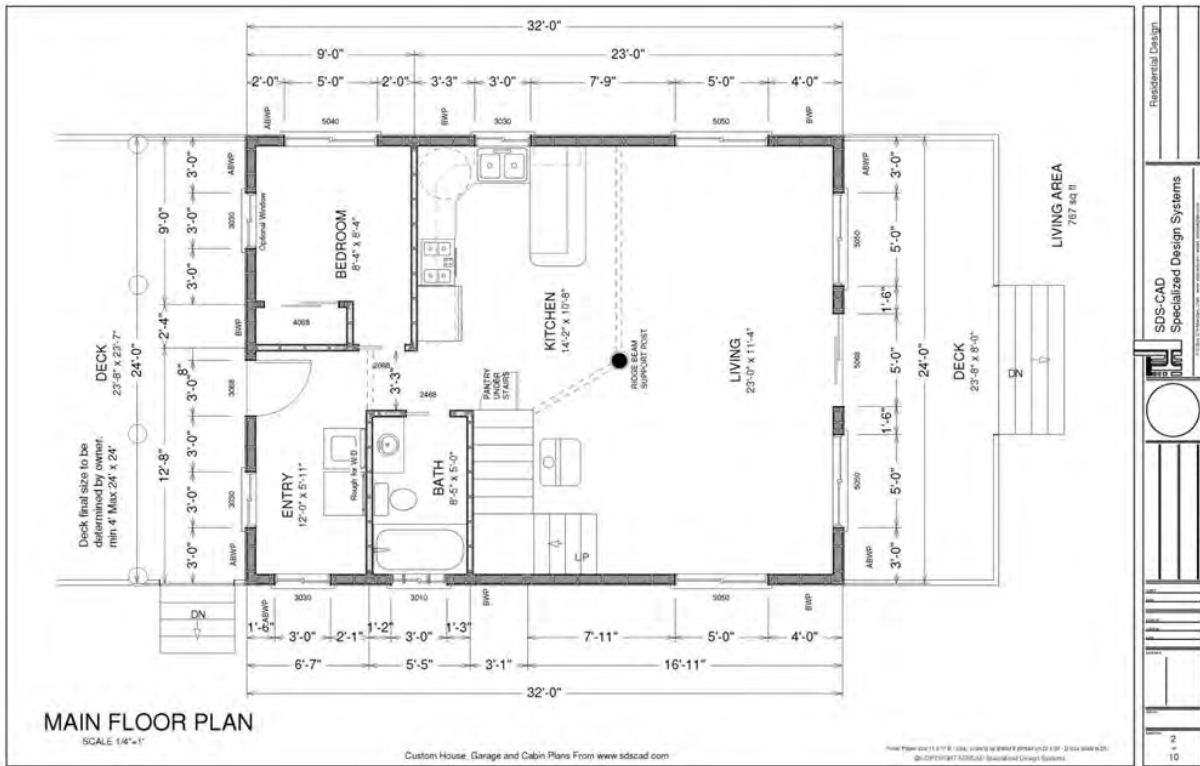 32'-0"
9'-0"
23'-0"
2'-0"
5'-0"
2'-0"
3'-3"
3'-0"
7'-9"
5'-0"
4'-0"
ABWP
5040
BWP
3030
5050
BWP
DECK
23'-8" x 23'-7"
24'-0"
Deck final size to be
determined by owner.
min 4' Max 24' x 24'
9'-0"
2'-4"
12'-8"
3'-0"
3'-0"
3'-0"
3'-0"
8"
3'-0"
3'-0"
3'-0"
ABWP
3030
BWP
3068
3030
ABWP
Optional Window
BEDROOM
8'-4" x 8'-4"
4068
2668
3'-3"
2468
ENTRY
12'-0" x 5'-11"
Rough for W/D
BATH
8'-5" x 5'-0"
KITCHEN
14'-2" x 10'-8"
PANTRY
UNDER
STAIRS
RIDGE BEAM
SUPPORT POST
LIVING
23'-0" x 11'-4"
UP
ABWP
5050
5068
5050
ABWP
3'-0"
5'-0"
1'-6"
5'-0"
1'-6"
5'-0"
3'-0"
24'-0"
DECK
23'-8" x 8'-0"
DN
LIVING AREA
767 sq ft
DN
ABWP
3030
3010
BWP
5050
BWP
1'-6"
3'-0"
2'-1"
1'-2"
3'-0"
1'-3"
7'-11"
5'-0"
4'-0"
6'-7"
5'-5"
3'-1"
16'-11"
32'-0"
MAIN FLOOR PLAN
SCALE 1/4"=1'
Custom House, Garage and Cabin Plans From www.sdscad.com
Residential Design
SDS-CAD
Specialized Design Systems
2
10